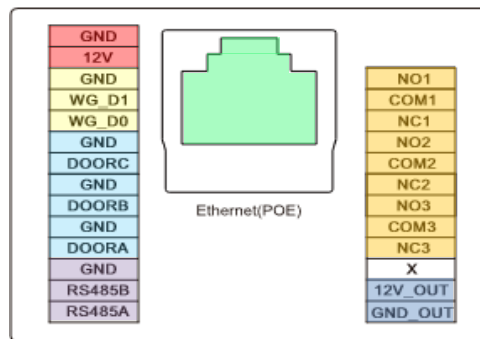 GND
12V
GND
WG_D1
WG_D0
GND
DOORC
GND
DOORB
GND
DOORA
GND
RS485B
RS485A
Ethernet(POE)
NO1
COM1
NC1
NO2
COM2
NC2
NO3
COM3
NC3
X
12V_OUT
GND_OUT